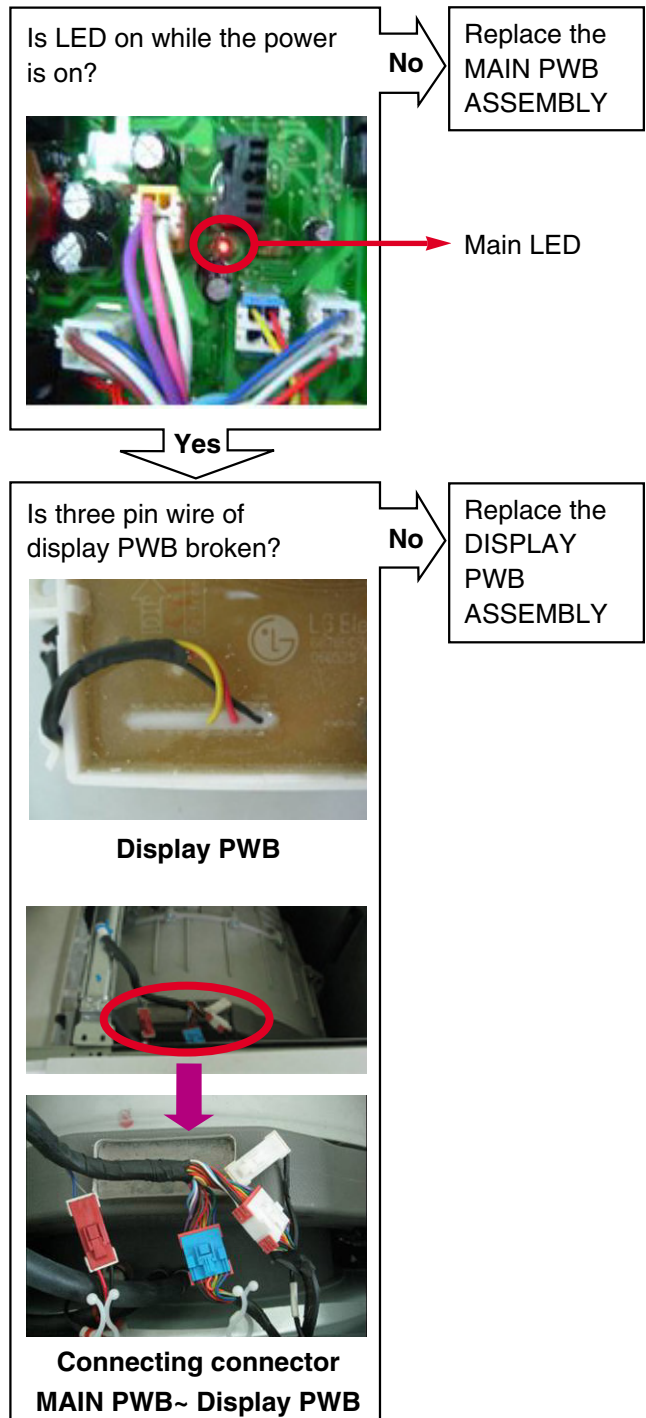 Is LED on while the power
is on?
No
Replace the
MAIN PWB
ASSEMBLY
Main LED
Yes
Is three pin wire of
display PWB broken?
No
Replace the
DISPLAY
PWB
ASSEMBLY
LG Ele
Display PWB
Connecting connector
MAIN PWB~ Display PWB